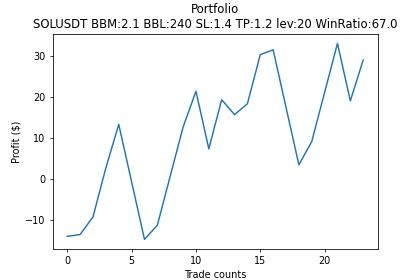 Portfolio
SOLUSDT BBM:2.1 BBL:240 SL:1.4 TP:1.2 lev:20 WinRatio:67.0
Profit ($)
30
20
10
0
−10
0
5
10
15
20
Trade counts